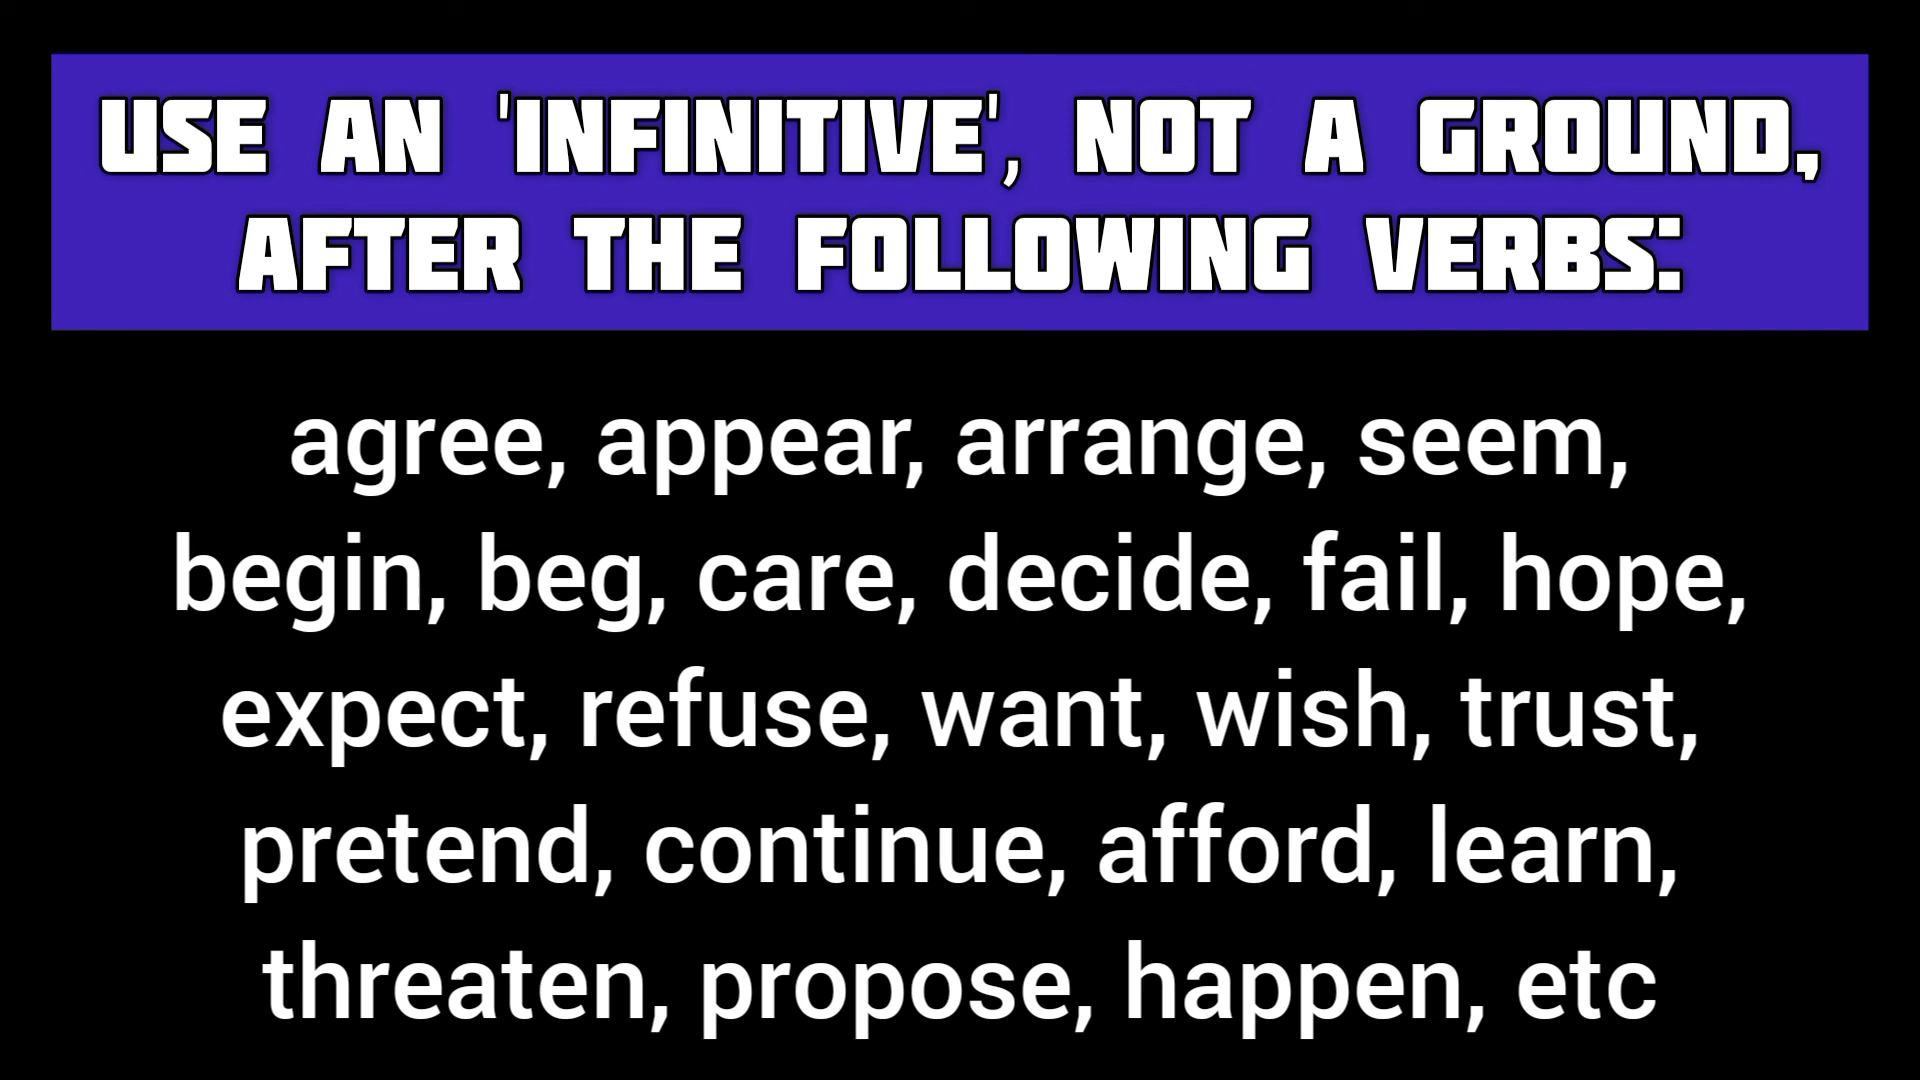 USE AN 'INFINITIVE', NOT A GROUND,
AFTER THE FOLLOWING VERBS:
agree, appear, arrange, seem,
begin, beg, care, decide, fail, hope,
expect, refuse, want, wish, trust,
pretend, continue, afford, learn,
threaten, propose, happen, etc